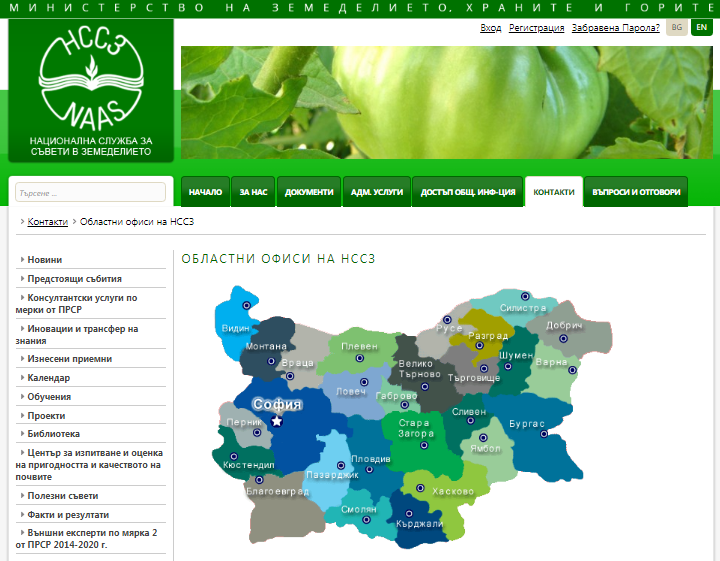 МИНИСТЕРСТВО НА ЗЕМЕДЕЛИЕТО, ХРАНИТЕ И ГОРИТЕ
Вход Регистрация Забравена Парола? BG EN
НССЗ
NAAS
НАЦИОНАЛНА СЛУЖБА ЗА
СЪВЕТИ В ЗЕМЕДЕЛИЕТО
Търсене ...
НАЧАЛО ЗА НАС ДОКУМЕНТИ АДМ. УСЛУГИ ДОСТЪП ОБЩ. ИНФ-ЦИЯ КОНТАКТИ ВЪПРОСИ И ОТГОВОРИ
Контакти Областни офиси на НССЗ
Новини
Предстоящи събития
Консултантски услуги по
мерки от ПРСР
Иновации и трансфер на
знания
Изнесени приемни
Календар
Обучения
Проекти
Библиотека
Център за изпитване и оценка
на пригодността и качеството на
почвите
Полезни съвети
Факти и резултати
Външни експерти по мярка 2
от ПРСР 2014-2020 г.
ОБЛАСТНИ ОФИСИ НА НССЗ
Видин
Силистра
Русе
Добрич
Разград
Монтана
Плевен
Шумен
Враца
Велико
Търново
Варна
Търговище
Ловеч
Габрово
София
Сливен
Перник
Стара
Загора
Бургас
Ямбол
Пловдив
Кюстендил
Пазарджик
Благоевград
Хасково
Смолян
Кърджали